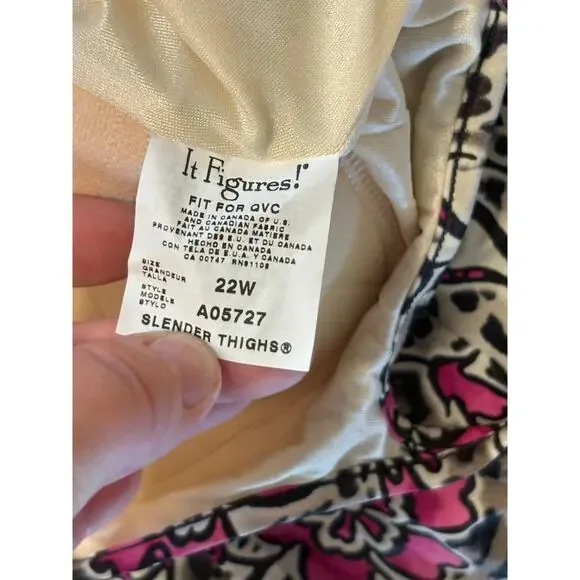 It Figures!®
FIT FOR QVC
MADE IN CANADA OF U.S.
AND CANADIAN FABRIC
FAIT AU CANADA MATIERE
PROVENANT DES E.U. ET DU CANADA
HECHO EN CANADA
CON TELA DE E.U.A. Y CANADA
CA 00747 RN61106
SIZE
GRANDEUR
TALLA
22W
STYLE
MODELE
STYLO
A05727
SLENDER THIGHS®